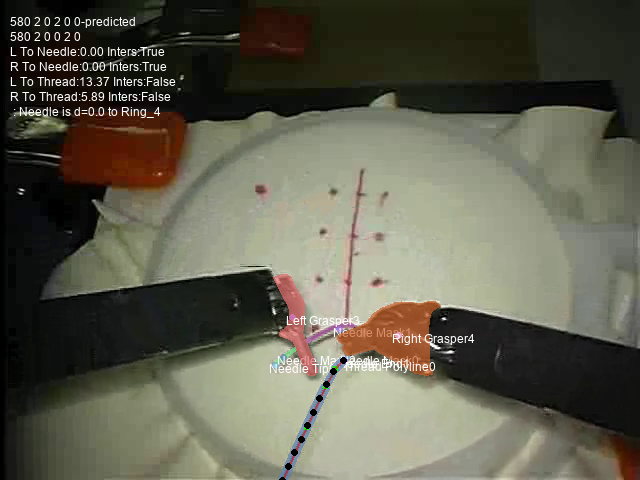 580 2 0 2 0 0-predicted
580 2 0 0 2 0
L To Needle:0.00 Inters:True
R To Needle:0.00 Inters:True
L To Thread:13.37 Inters:False
R To Thread:5.89 Inters:False
: Needle is d=0.0 to Ring_4
Left Grasper3
Needle Mask1
Right Grasper4
Needle Tip
Thread Polyline0